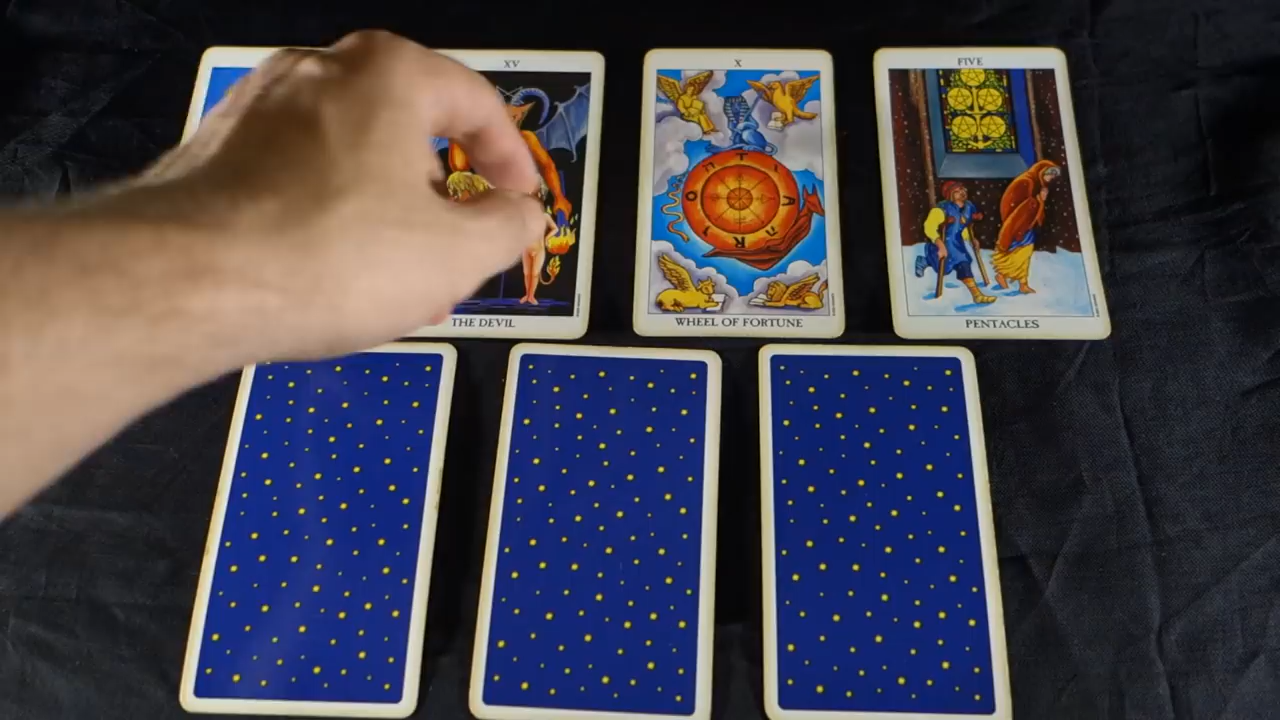 XV
THE DEVIL
X
T
A
R
O
WHEEL OF FORTUNE
FIVE
PENTACLES